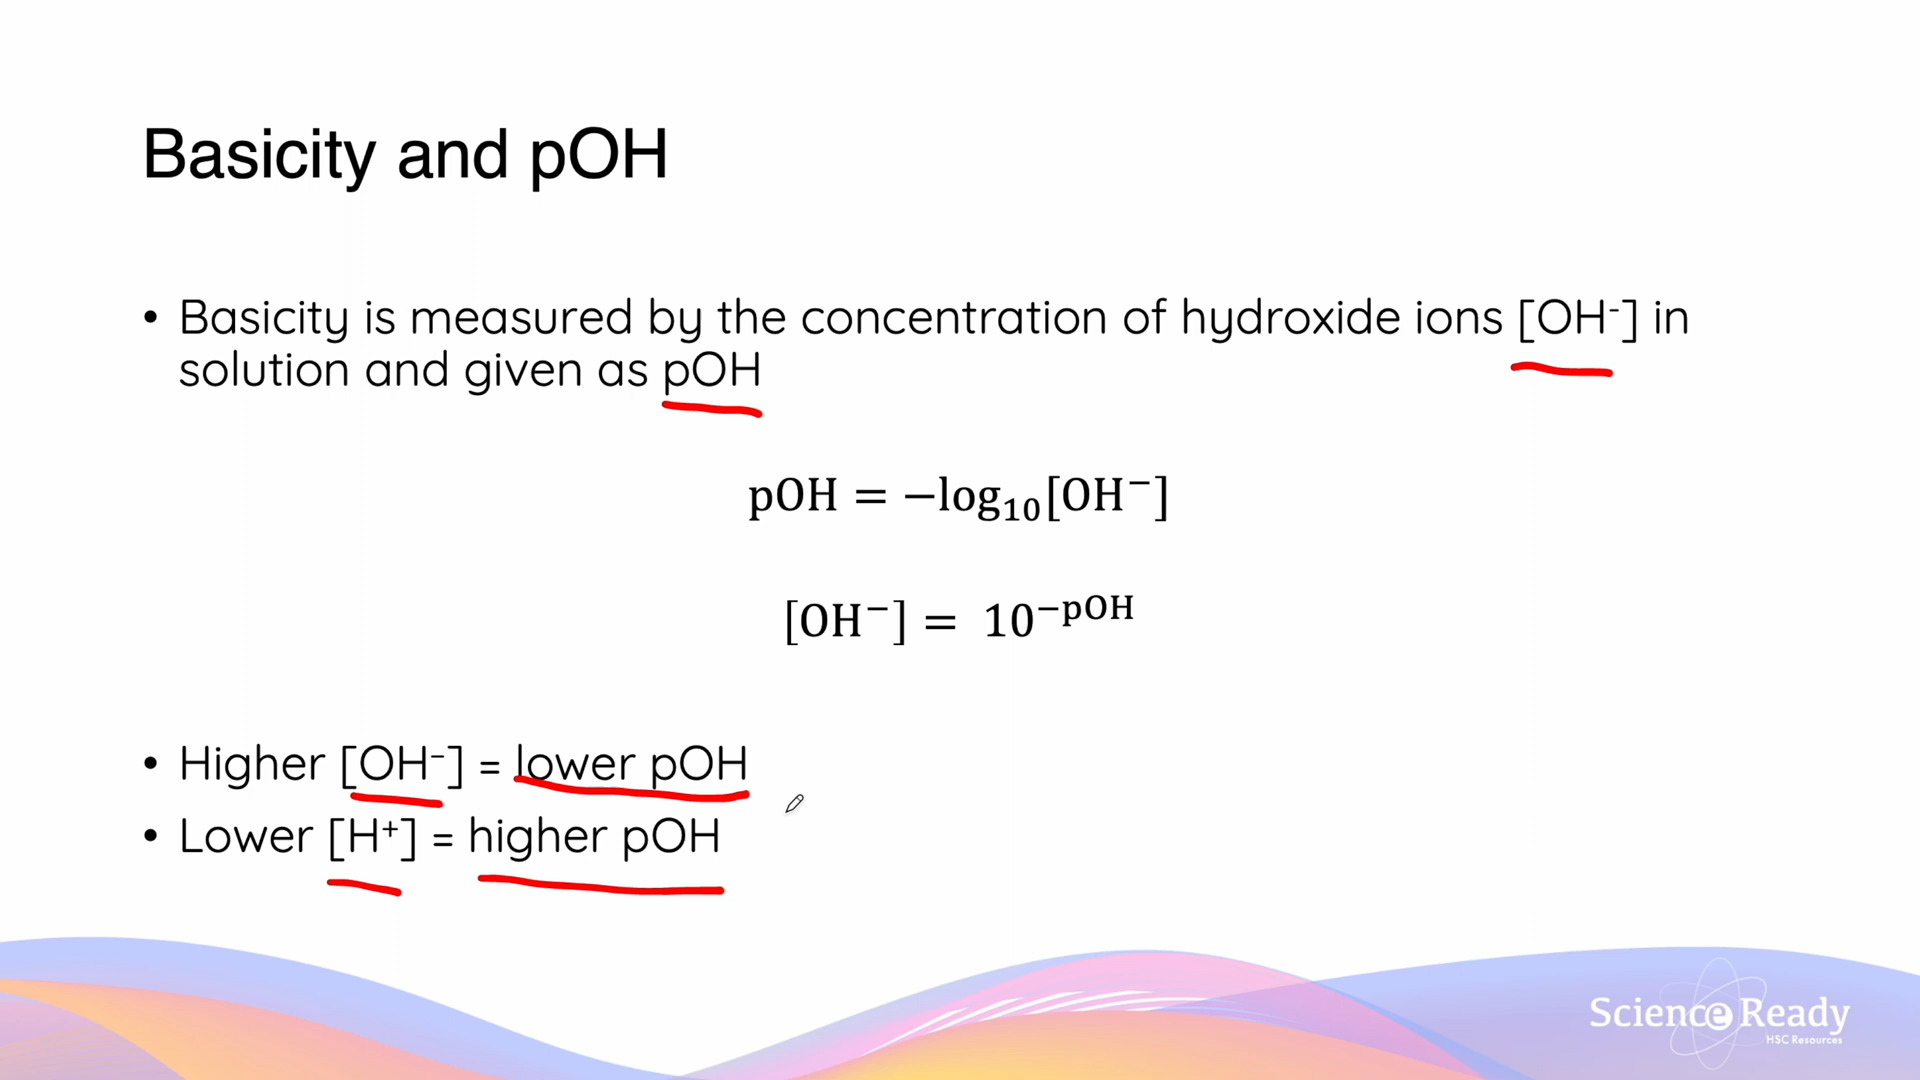 Basicity and pOH
• Basicity is measured by the concentration of hydroxide ions [OH⁻] in
solution and given as pOH
pOH = −log₁₀[OH⁻]
[OH⁻] = 10⁻ᵖᴼᴴ
• Higher [OH⁻] = lower pOH
• Lower [H⁺] = higher pOH
Science Ready
HSC Resources